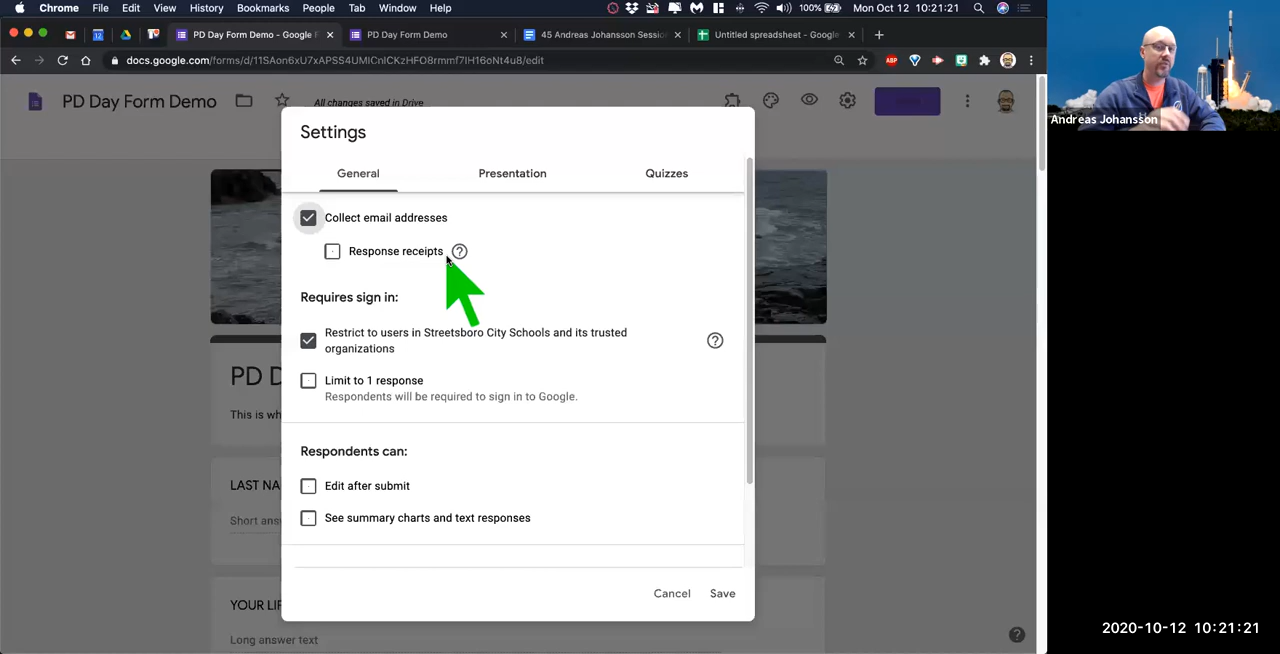 Chrome File Edit View History Bookmarks People Tab Window Help 100% Mon Oct 12 10:21:21
PD Day Form Demo - Google F PD Day Form Demo 45 Andreas Johansson Sessio Untitled spreadsheet - Google
docs.google.com/forms/d/11SAon6xU7xAPSS4UMICnICKzHFO8rmmf7IH16oNt4u8/edit
PD Day Form Demo All changes saved in Drive
Andreas Johansson
Settings
General Presentation Quizzes
Collect email addresses
Response receipts
Requires sign in:
Restrict to users in Streetsboro City Schools and its trusted
organizations
Limit to 1 response
Respondents will be required to sign in to Google.
PD D
This is wh
Respondents can:
LAST NA
Edit after submit
Short answ
See summary charts and text responses
Cancel Save
YOUR LIF
Long answer text
2020-10-12 10:21:21